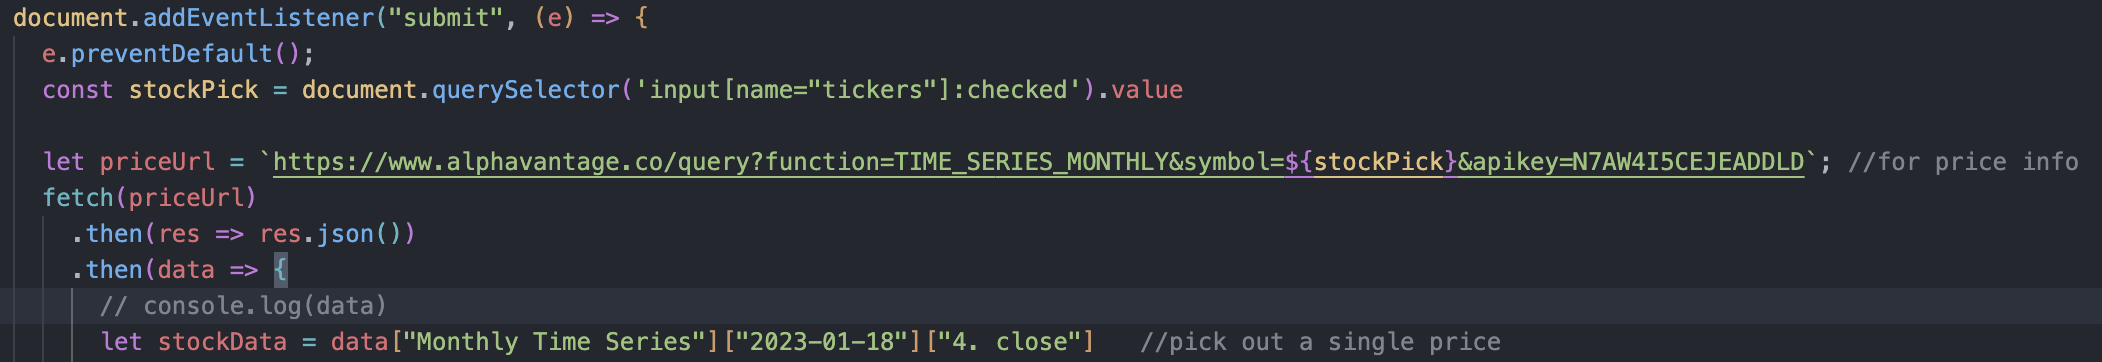 document.addEventListener("submit", (e) => {
e.preventDefault();
const stockPick = document.querySelector('input[name="tickers"]:checked').value
let priceUrl = `https://www.alphavantage.co/query?function=TIME_SERIES_MONTHLY&symbol=${stockPick}&apikey=N7AW4I5CEJEADDLD`; //for price info
fetch(priceUrl)
.then(res => res.json())
.then(data => {
// console.log(data)
let stockData = data["Monthly Time Series"]["2023-01-18"]["4. close"] //pick out a single price